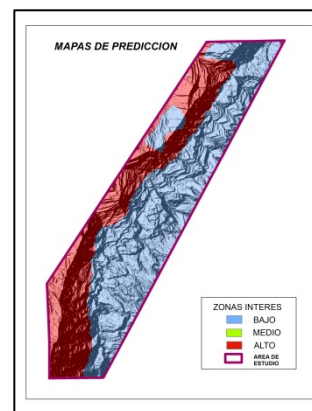 MAPAS DE PREDICCION
ZONAS INTERES
BAJO
MEDIO
ALTO
AREA DE
ESTUDIO